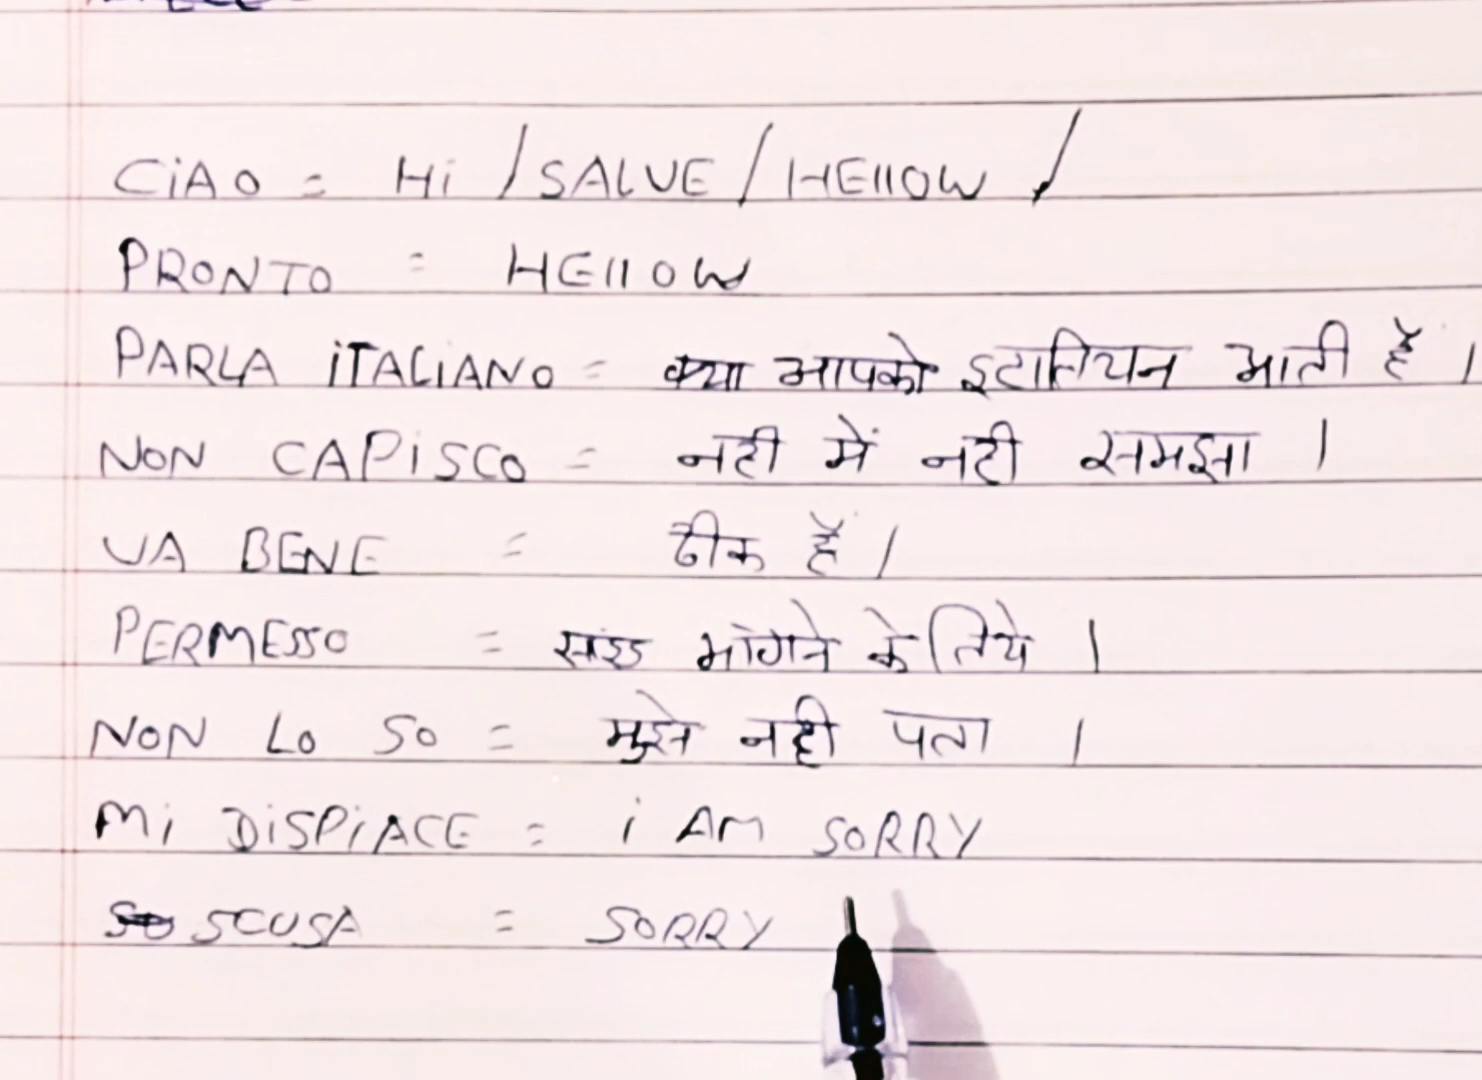 CiAO = Hi / SALVE / HEllOW /
PRONTO = HEllOW
PARLA iTALiANO = क्या आपको इटालियन आती है ।
NON CAPiSCO = नही में नही समझा ।
VA BENE = ठीक है ।
PERMESSO = साइड मांगने के लिये ।
NON LO SO = मुझे नही पता ।
Mi DiSPiACE = i AM SORRY
SCUSA = SORRY